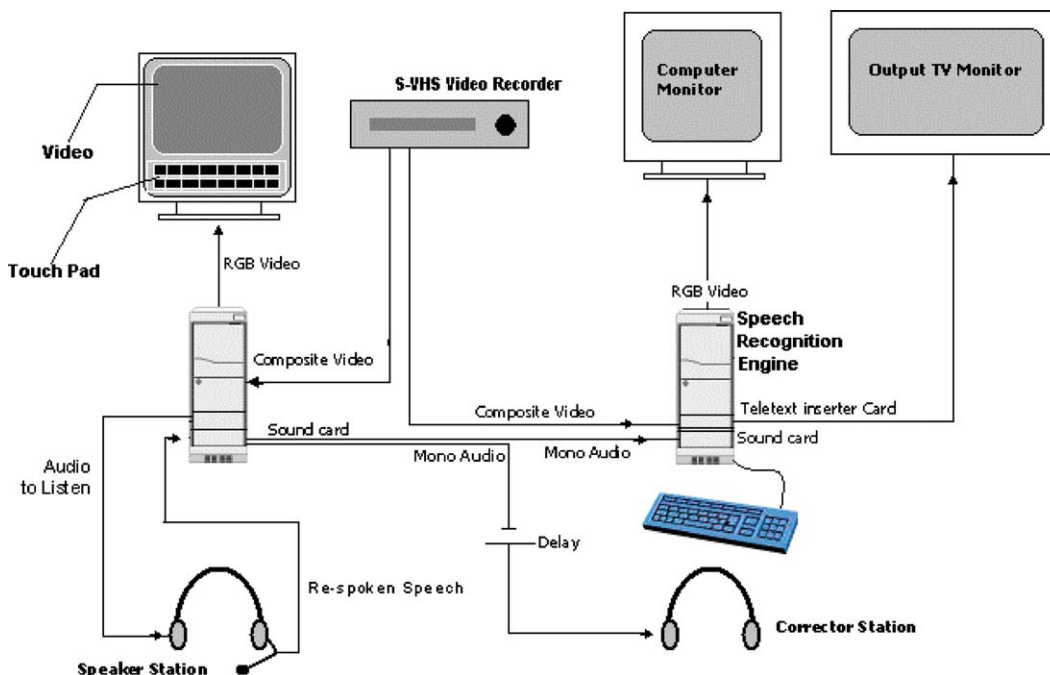 S-VHS Video Recorder
Computer
Monitor
Output TV Monitor
Video
Touch Pad
RGB Video
RGB Video
Speech
Recognition
Engine
Composite Video
Composite Video
Teletext inserter Card
Sound card
Mono Audio
Mono Audio
Sound card
Audio
to Listen
Delay
Re-spoken Speech
Corrector Station
Speaker Station